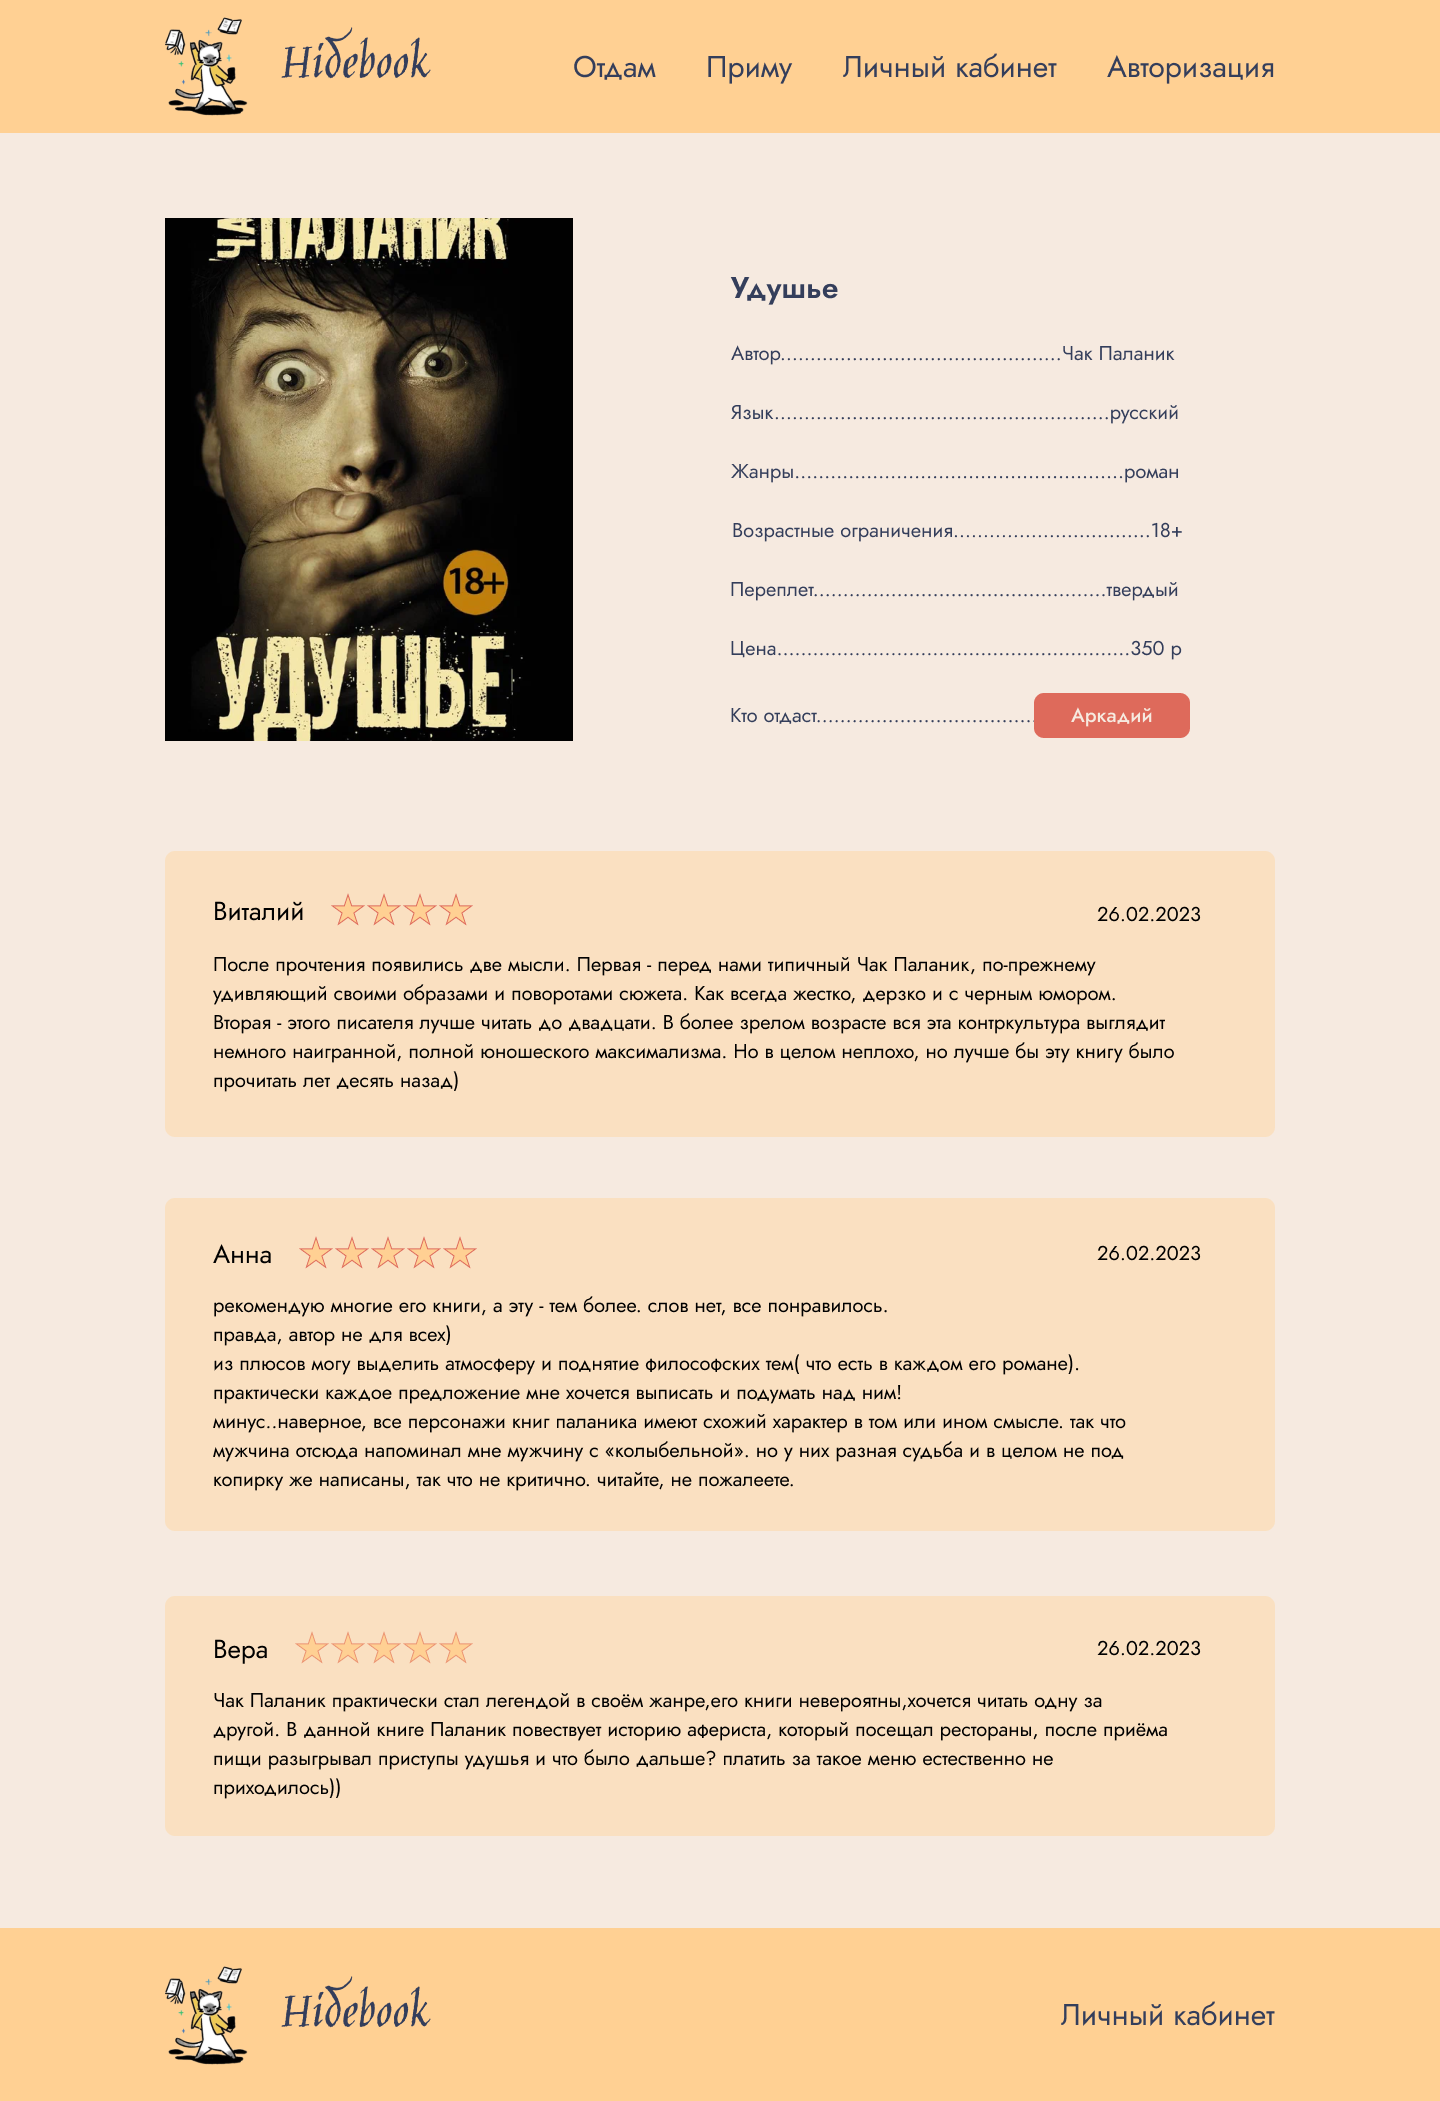 Hidebook
Отдам
Приму
Личный кабинет
Авторизация
ЧАК ПАЛАНИК
18+
УДУШЬЕ
Удушье
Автор...............................................Чак Паланик
Язык........................................................русский
Жанры.......................................................роман
Возрастные ограничения.................................18+
Переплет.................................................твердый
Цена...........................................................350 р
Кто отдаст.....................................Аркадий
Виталий
26.02.2023
После прочтения появились две мысли. Первая - перед нами типичный Чак Паланик, по-прежнему
удивляющий своими образами и поворотами сюжета. Как всегда жестко, дерзко и с черным юмором.
Вторая - этого писателя лучше читать до двадцати. В более зрелом возрасте вся эта контркультура выглядит
немного наигранной, полной юношеского максимализма. Но в целом неплохо, но лучше бы эту книгу было
прочитать лет десять назад)
Анна
26.02.2023
рекомендую многие его книги, а эту - тем более. слов нет, все понравилось.
правда, автор не для всех)
из плюсов могу выделить атмосферу и поднятие философских тем( что есть в каждом его романе).
практически каждое предложение мне хочется выписать и подумать над ним!
минус..наверное, все персонажи книг паланика имеют схожий характер в том или ином смысле. так что
мужчина отсюда напоминал мне мужчину с «колыбельной». но у них разная судьба и в целом не под
копирку же написаны, так что не критично. читайте, не пожалеете.
Вера
26.02.2023
Чак Паланик практически стал легендой в своём жанре,его книги невероятны,хочется читать одну за
другой. В данной книге Паланик повествует историю афериста, который посещал рестораны, после приёма
пищи разыгрывал приступы удушья и что было дальше? платить за такое меню естественно не
приходилось))
Hidebook
Личный кабинет